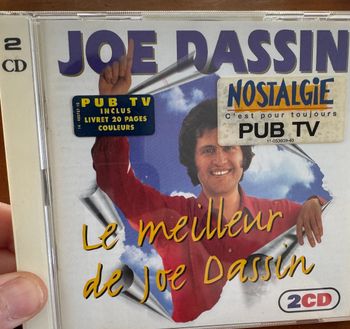 2
CD
JOE DASSIN
PUB TV
INCLUS
LIVRET 20 PAGES
COULEURS
NOSTALGIE
C'est pour toujours
PUB TV
Le meilleur
de Joe Dassin
2CD